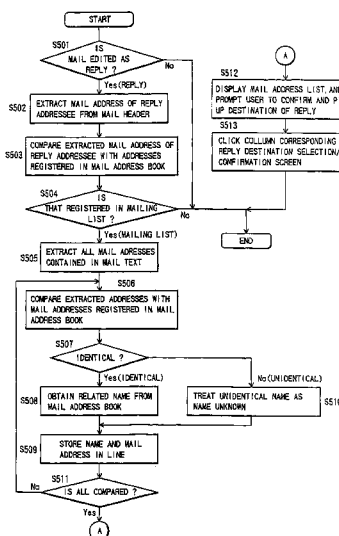 START
S501
IS
MAIL EDITED AS
REPLY ?
No
Yes(REPLY)
S502
EXTRACT MAIL ADDRESS OF REPLY
ADDRESSEE FROM MAIL HEADER
S503
COMPARE EXTRACTED MAIL ADDRESS OF
REPLY ADDRESSEE WITH ADDRESSES
REGISTERED IN MAIL ADDRESS BOOK
S504
IS
THAT REGISTERED IN MAILING
LIST ?
No
Yes(MAILING LIST)
S505
EXTRACT ALL MAIL ADRESSES
CONTAINED IN MAIL TEXT
S506
COMPARE EXTRACTED ADDRESSES WITH
MAIL ADDRESSES REGISTERED IN MAIL
ADDRESS BOOK
S507
IDENTICAL ?
Yes(IDENTICAL)
No(UNIDENTICAL)
S508
OBTAIN RELATED NAME FROM
MAIL ADDRESS BOOK
TREAT UNIDENTICAL NAME AS
NAME UNKNOWN
S510
S509
STORE NAME AND MAIL
ADDRESS IN LINE
S511
No
IS ALL COMPARED ?
Yes
A
A
S512
DISPLAY MAIL ADDRESS LIST, AND
PROMPT USER TO CONFIRM AND P
UP DESTINATION OF REPLY
S513
CLICK COLLUMN CORRESPONDING
REPLY DESTINATION SELECTION/
CONFIRMATION SCREEN
END